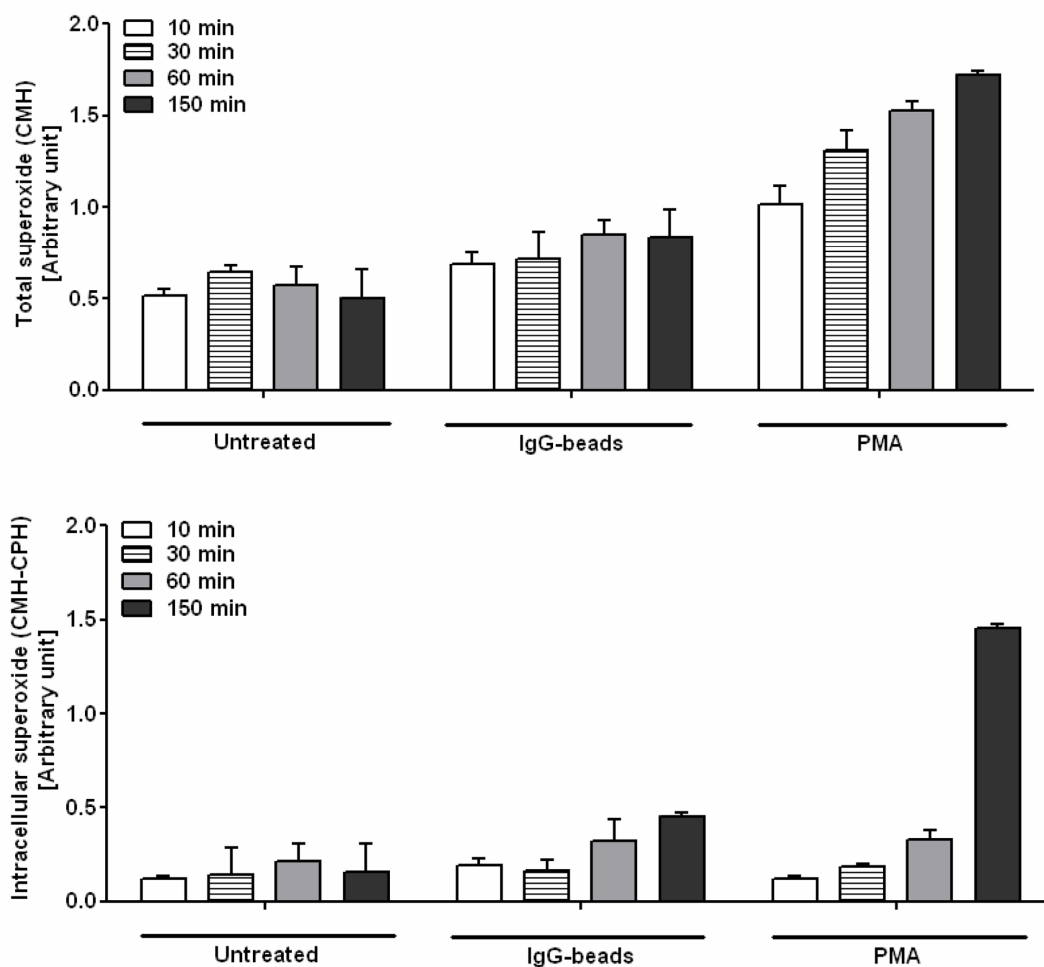 Total superoxide (CMH)
[Arbitrary unit]
2.0
1.5
1.0
0.5
0.0
10 min
30 min
60 min
150 min
Untreated
IgG-beads
PMA
Intracellular superoxide (CMH-CPH)
[Arbitrary unit]
2.0
1.5
1.0
0.5
0.0
10 min
30 min
60 min
150 min
Untreated
IgG-beads
PMA